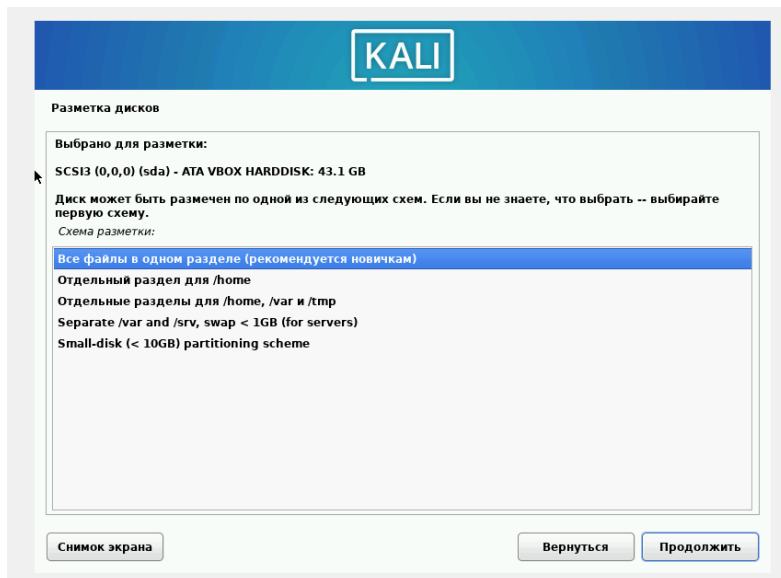 KALI
Разметка дисков
Выбрано для разметки:
SCSI3 (0,0,0) (sda) - ATA VBOX HARDDISK: 43.1 GB
Диск может быть размечен по одной из следующих схем. Если вы не знаете, что выбрать -- выбирайте
первую схему.
Схема разметки:
Все файлы в одном разделе (рекомендуется новичкам)
Отдельный раздел для /home
Отдельные разделы для /home, /var и /tmp
Separate /var and /srv, swap < 1GB (for servers)
Small-disk (< 10GB) partitioning scheme
Снимок экрана
Вернуться
Продолжить